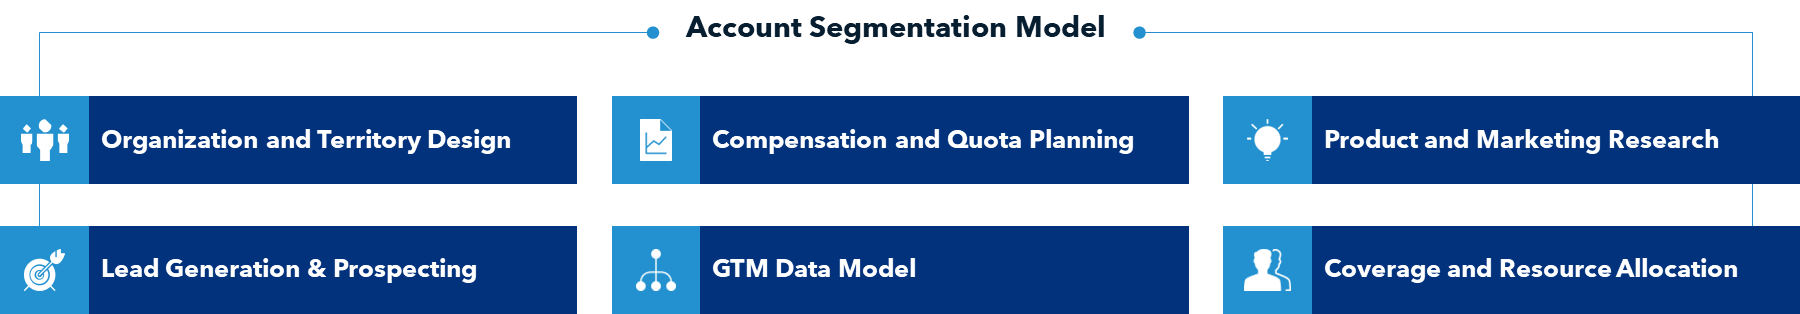 Account Segmentation Model
Organization and Territory Design
Compensation and Quota Planning
Product and Marketing Research
Lead Generation & Prospecting
GTM Data Model
Coverage and Resource Allocation